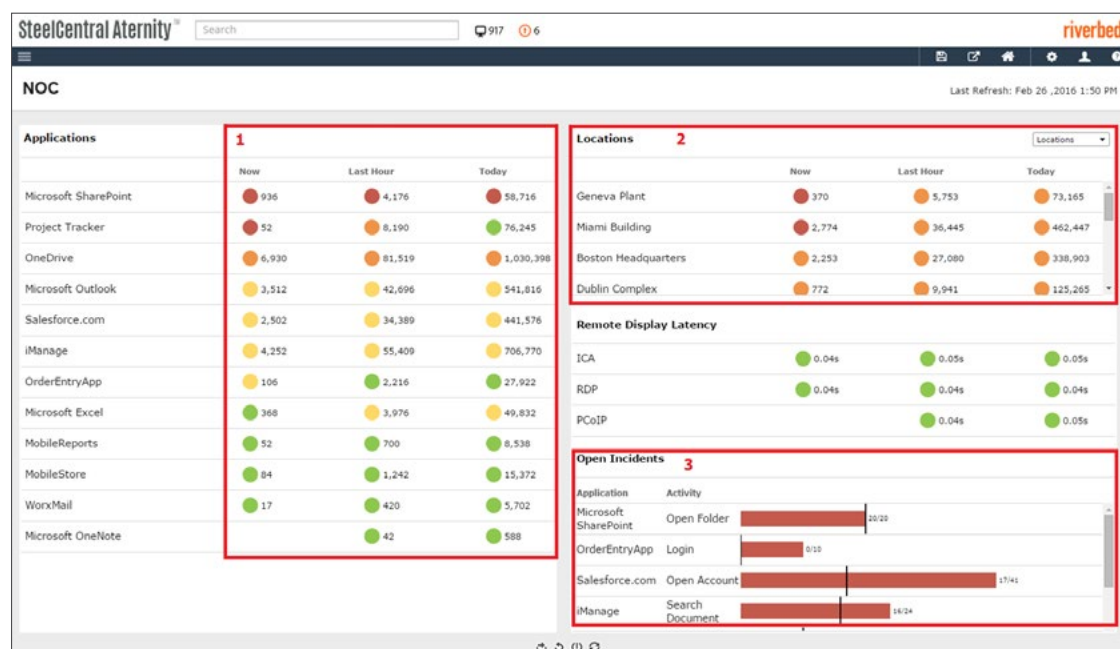 SteelCentral Aternity™ Search 917 6 riverbed
NOC Last Refresh: Feb 26 ,2016 1:50 PM
Applications 1
Now Last Hour Today
Microsoft SharePoint 936 4,176 58,716
Project Tracker 52 8,190 76,245
OneDrive 6,930 81,519 1,030,398
Microsoft Outlook 3,512 42,696 541,816
Salesforce.com 2,502 34,389 441,576
iManage 4,252 55,409 706,770
OrderEntryApp 106 2,216 27,922
Microsoft Excel 368 3,976 49,832
MobileReports 52 700 8,538
MobileStore 84 1,242 15,372
WorxMail 17 420 5,702
Microsoft OneNote 42 588
Locations 2 Locations
Now Last Hour Today
Geneva Plant 370 5,753 73,165
Miami Building 2,774 36,445 462,447
Boston Headquarters 2,253 27,080 338,903
Dublin Complex 772 9,941 125,265
Remote Display Latency
ICA 0.04s 0.05s 0.05s
RDP 0.04s 0.04s 0.04s
PCoIP 0.04s 0.05s
Open Incidents 3
Application Activity
Microsoft
SharePoint Open Folder 20/20
OrderEntryApp Login 0/10
Salesforce.com Open Account 17/41
iManage Search
Document 16/24